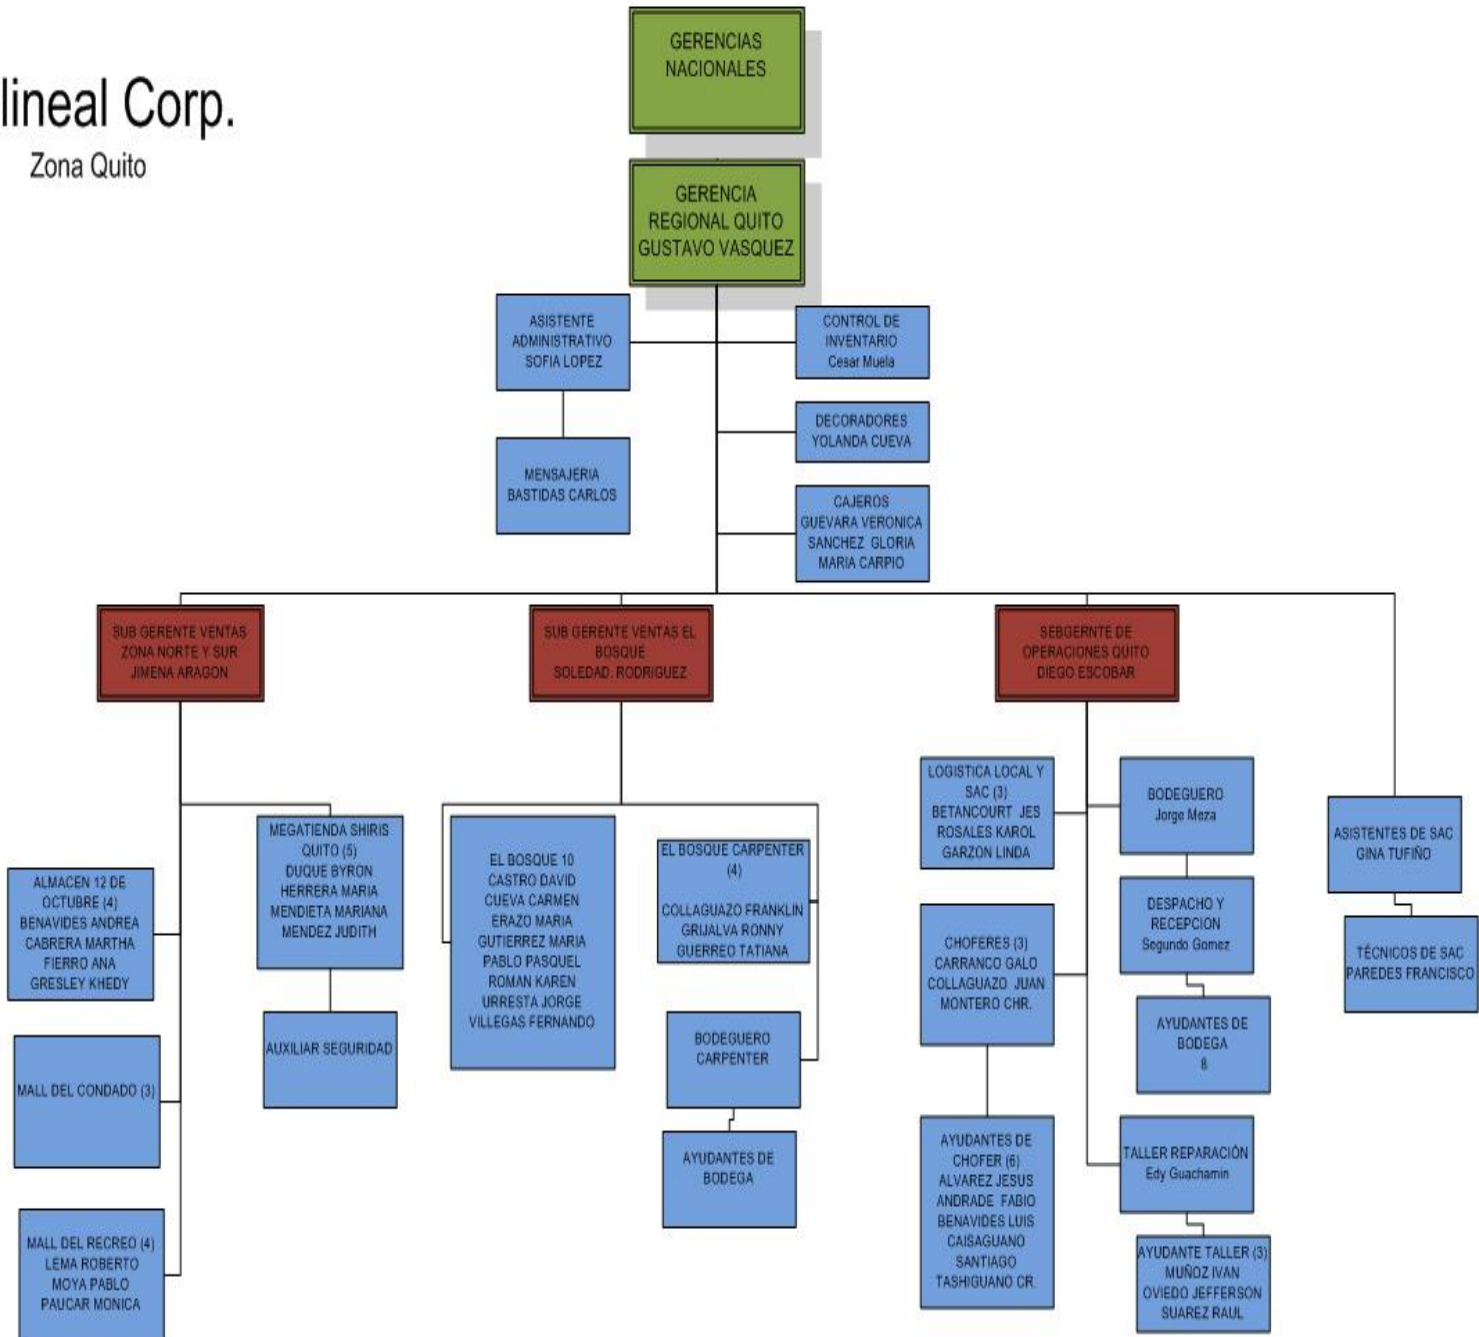 lineal Corp.
Zona Quito
GERENCIAS
NACIONALES
GERENCIA
REGIONAL QUITO
GUSTAVO VASQUEZ
ASISTENTE
ADMINISTRATIVO
SOFIA LOPEZ
CONTROL DE
INVENTARIO
Cesar Muela
DECORADORES
YOLANDA CUEVA
MENSAJERIA
BASTIDAS CARLOS
CAJEROS
GUEVARA VERONICA
SANCHEZ GLORIA
MARIA CARPIO
SUB GERENTE VENTAS
ZONA NORTE Y SUR
JIMENA ARAGON
SUB GERENTE VENTAS EL
BOSQUE
SOLEDAD. RODRIGUEZ
SEBGERNTE DE
OPERACIONES QUITO
DIEGO ESCOBAR
ALMACEN 12 DE
OCTUBRE (4)
BENAVIDES ANDREA
CABRERA MARTHA
FIERRO ANA
GRESLEY KHEDY
MALL DEL CONDADO (3)
MALL DEL RECREO (4)
LEMA ROBERTO
MOYA PABLO
PAUCAR MONICA
MEGATIENDA SHIRIS
QUITO (5)
DUQUE BYRON
HERRERA MARIA
MENDIETA MARIANA
MENDEZ JUDITH
AUXILIAR SEGURIDAD
EL BOSQUE 10
CASTRO DAVID
CUEVA CARMEN
ERAZO MARIA
GUTIERREZ MARIA
PABLO PASQUEL
ROMAN KAREN
URRESTA JORGE
VILLEGAS FERNANDO
EL BOSQUE CARPENTER
(4)
COLLAGUAZO FRANKLIN
GRIJALVA RONNY
GUERREO TATIANA
BODEGUERO
CARPENTER
AYUDANTES DE
BODEGA
LOGISTICA LOCAL Y
SAC (3)
BETANCOURT JES
ROSALES KAROL
GARZON LINDA
CHOFERES (3)
CARRANCO GALO
COLLAGUAZO JUAN
MONTERO CHR.
AYUDANTES DE
CHOFER (6)
ALVAREZ JESUS
ANDRADE FABIO
BENAVIDES LUIS
CAISAGUANO
SANTIAGO
TASHIGUANO CR.
BODEGUERO
Jorge Meza
DESPACHO Y
RECEPCION
Segundo Gomez
AYUDANTES DE
BODEGA
8
TALLER REPARACIÓN
Edy Guachamin
AYUDANTE TALLER (3)
MUÑOZ IVAN
OVIEDO JEFFERSON
SUAREZ RAUL
ASISTENTES DE SAC
GINA TUFIÑO
TÉCNICOS DE SAC
PAREDES FRANCISCO